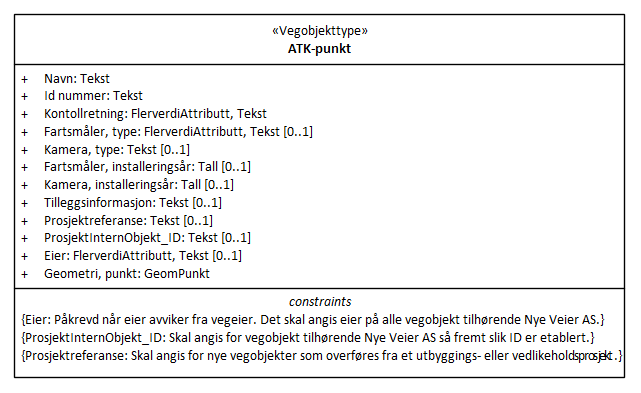 «Vegobjekttype»
ATK-punkt
+ Navn: Tekst
+ Id nummer: Tekst
+ Kontollretning: FlerverdiAttributt, Tekst
+ Fartsmåler, type: FlerverdiAttributt, Tekst [0..1]
+ Kamera, type: Tekst [0..1]
+ Fartsmåler, installeringsår: Tall [0..1]
+ Kamera, installeringsår: Tall [0..1]
+ Tilleggsinformasjon: Tekst [0..1]
+ Prosjektreferanse: Tekst [0..1]
+ ProsjektInternObjekt_ID: Tekst [0..1]
+ Eier: FlerverdiAttributt, Tekst [0..1]
+ Geometri, punkt: GeomPunkt
constraints
{Eier: Påkrevd når eier avviker fra vegeier. Det skal angis eier på alle vegobjekt tilhørende Nye Veier AS.}
{ProsjektInternObjekt_ID: Skal angis for vegobjekt tilhørende Nye Veier AS så fremt slik ID er etablert.}
{Prosjektreferanse: Skal angis for nye vegobjekter som overføres fra et utbyggings- eller vedlikeholdsprosjekt.}